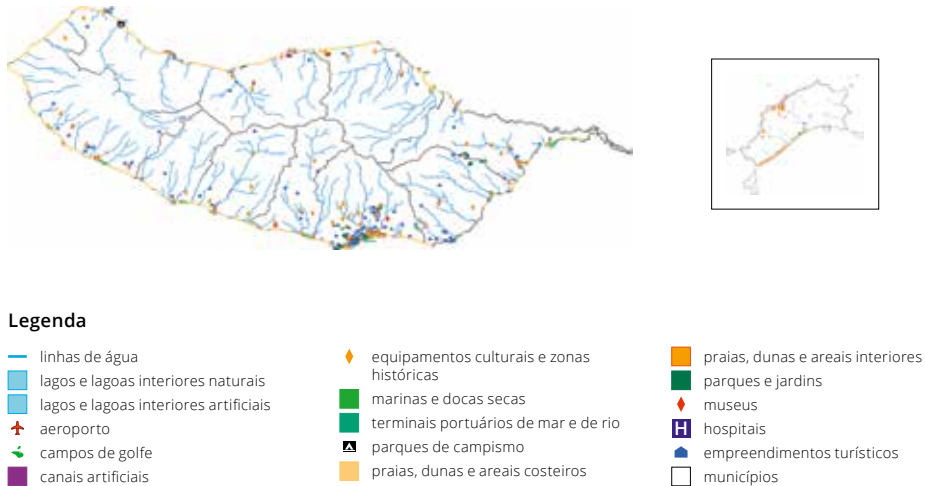 Legenda
linhas de água
lagos e lagoas interiores naturais
lagos e lagoas interiores artificiais
aeroporto
campos de golfe
canais artificiais
equipamentos culturais e zonas
históricas
marinas e docas secas
terminais portuários de mar e de rio
parques de campismo
praias, dunas e areais costeiros
praias, dunas e areais interiores
parques e jardins
museus
H hospitais
empreendimentos turísticos
municípios